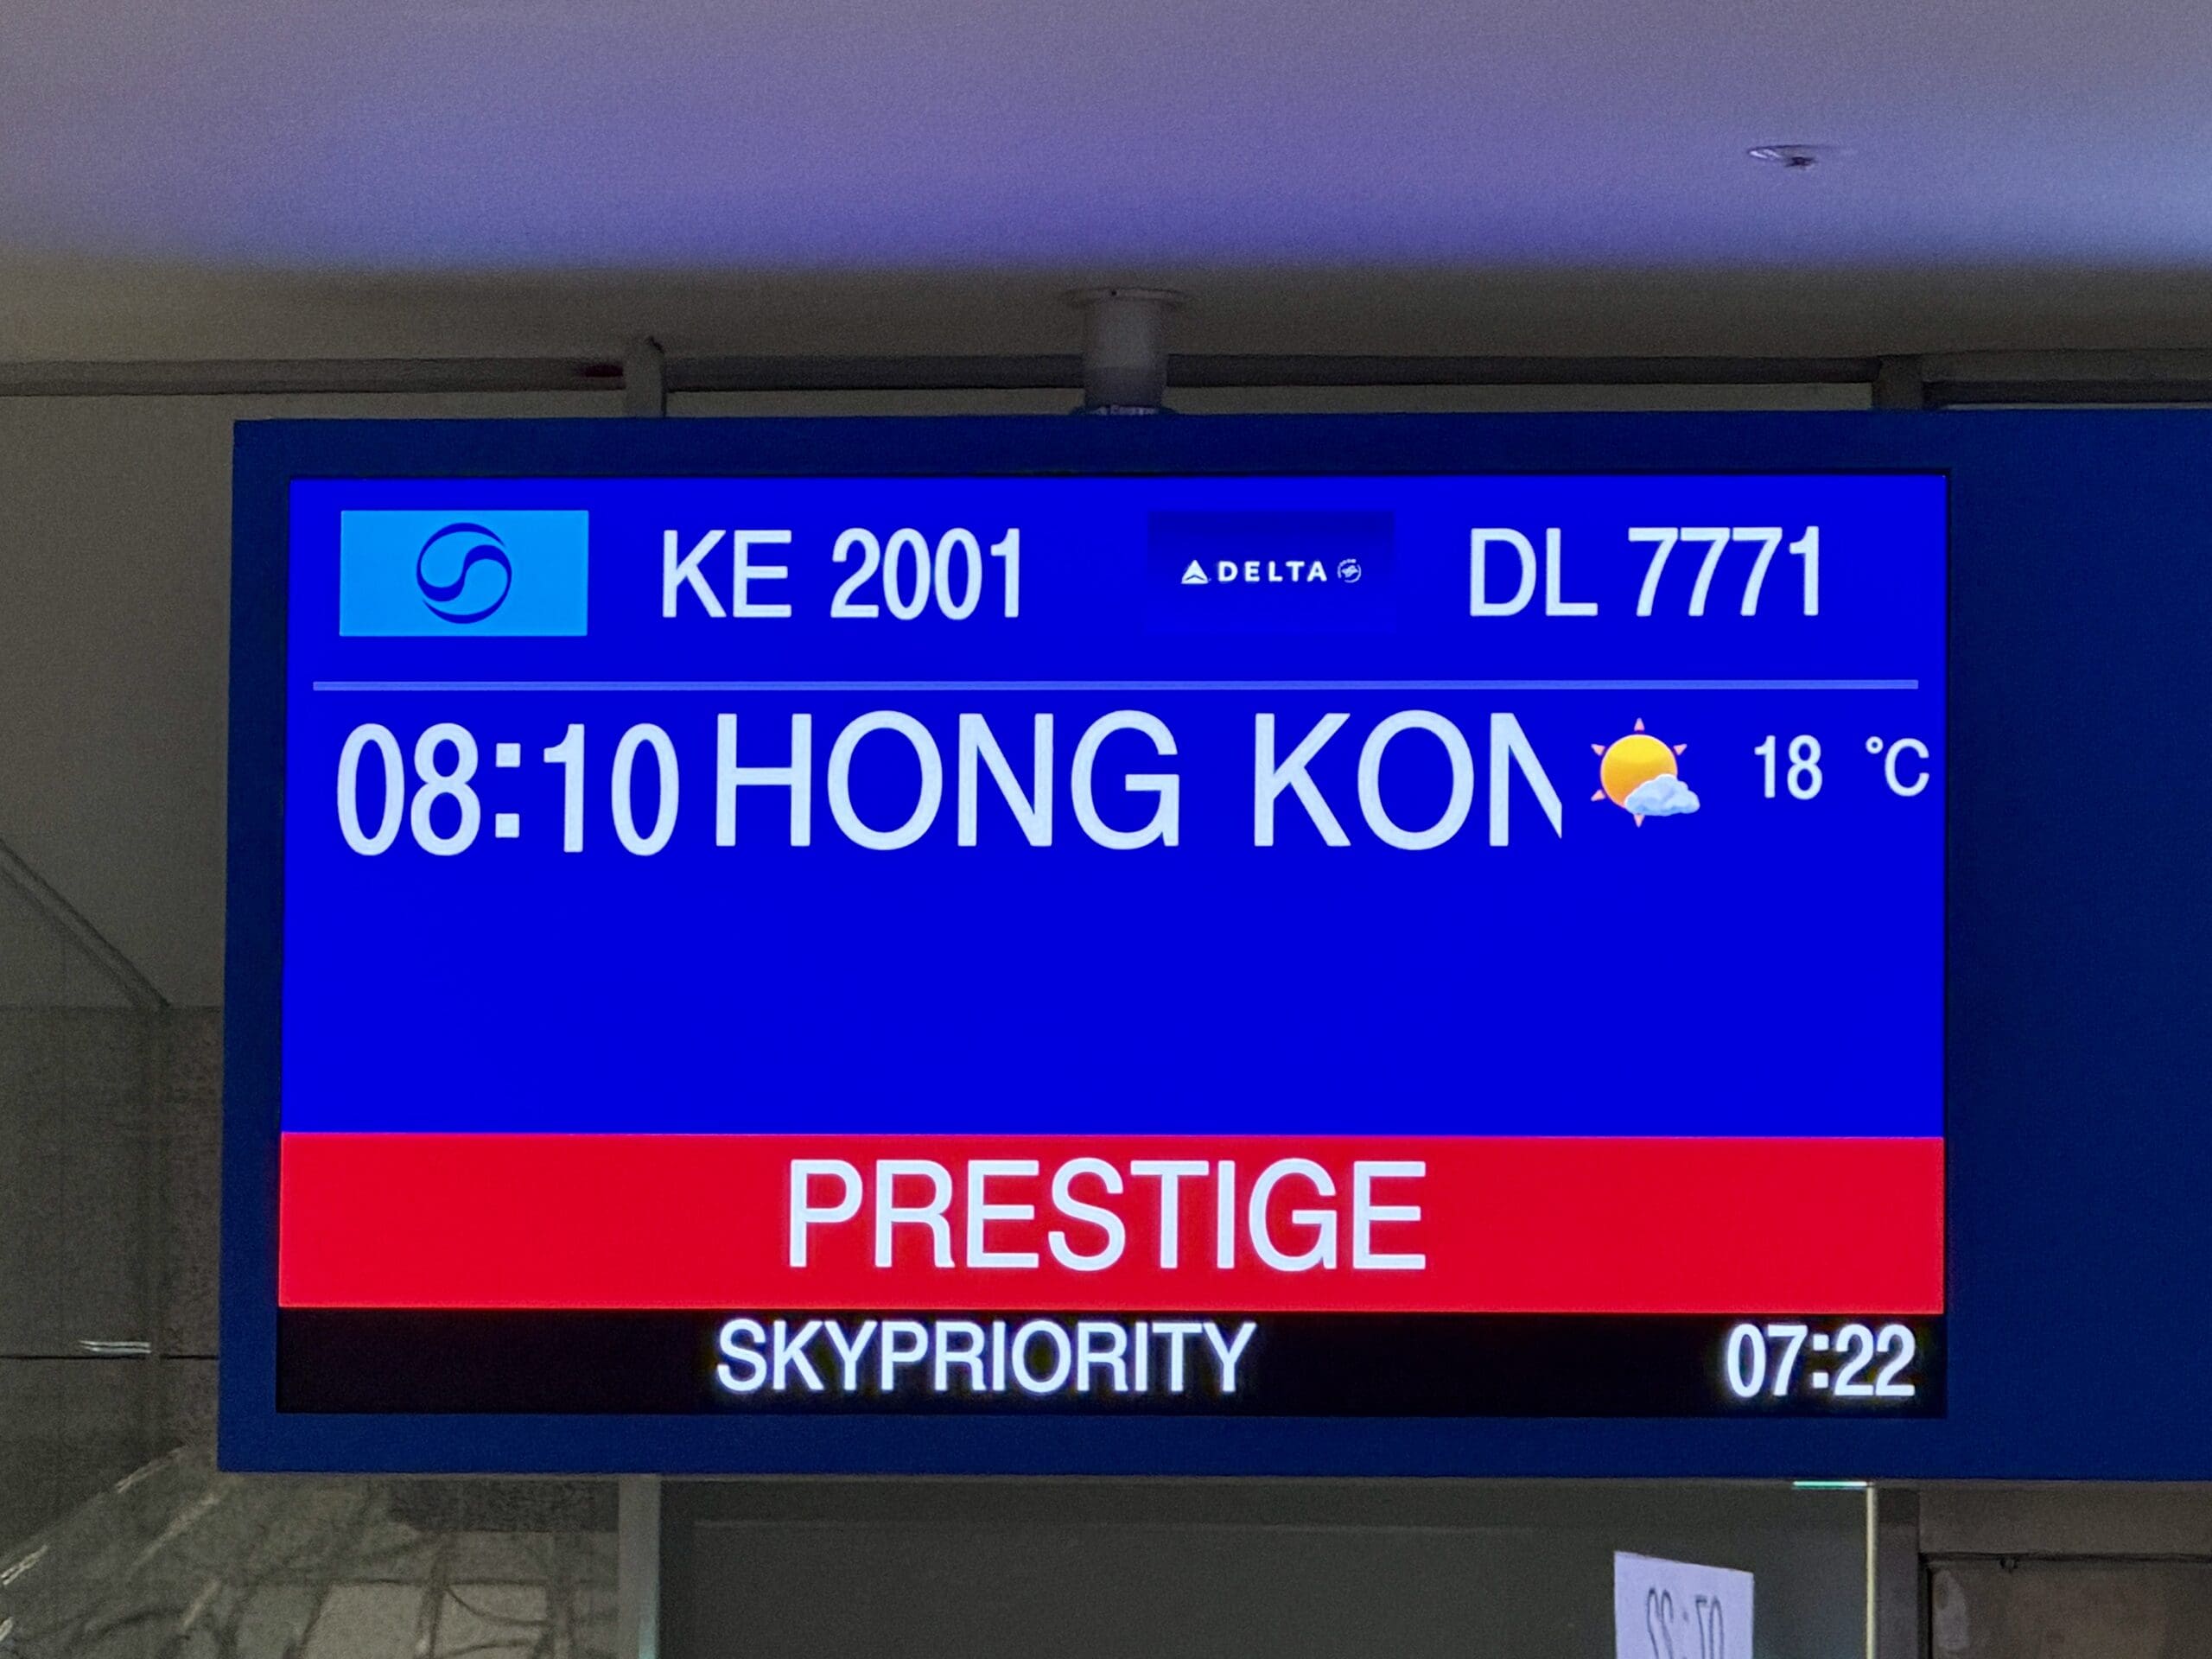 KE 2001 DELTA DL 7771
08:10 HONG KON 18 °C
PRESTIGE
SKYPRIORITY 07:22